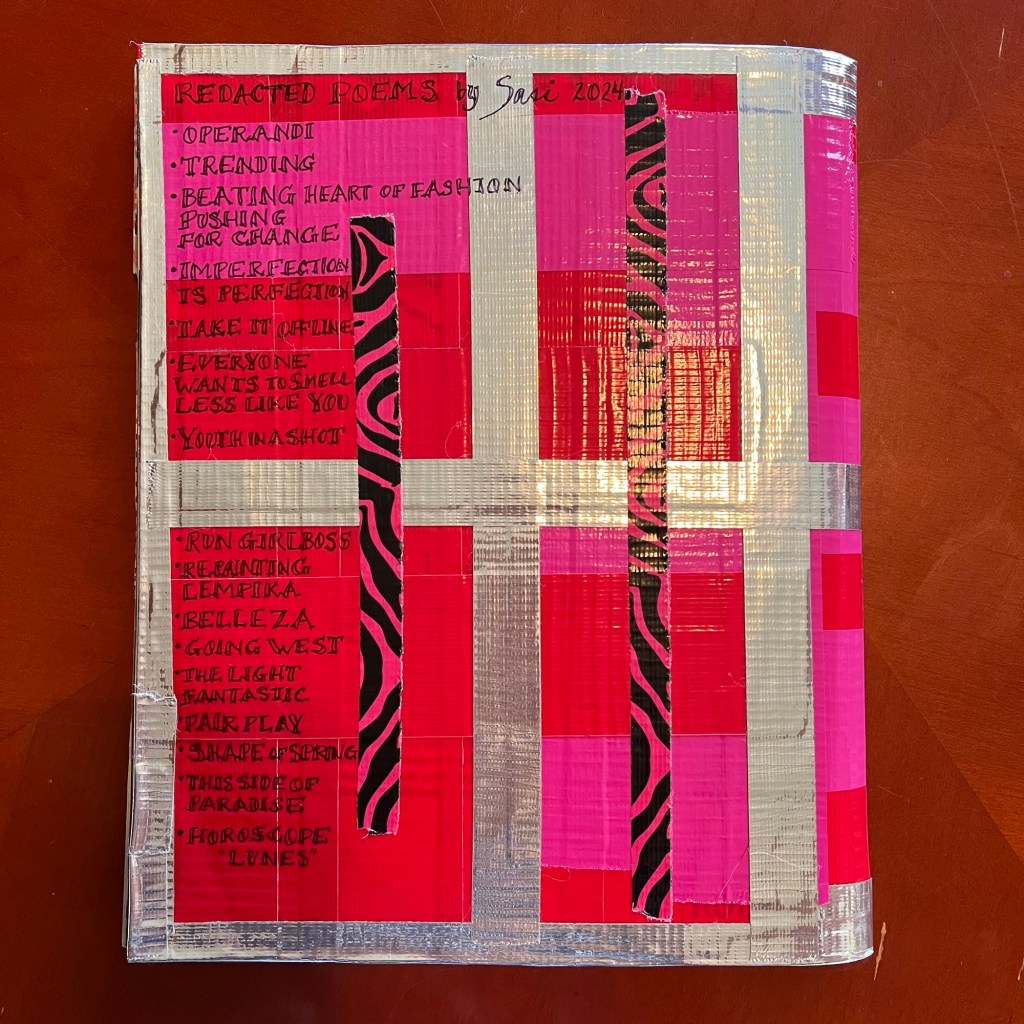 REDACTED POEMS by Sasi 2024
• OPERANDI
• TRENDING
• BEATING HEART OF FASHION
PUSHING
FOR CHANGE
• IMPERFECTION
IS PERFECTION
• TAKE IT OFFLINE
• EVERYONE
WANTS TO SMELL
LESS LIKE YOU
• YOUTH IN A SHOT
• RUN GIRLBOSS
• REPAINTING
LEMPIKA
• BELLEZA
• GOING WEST
• THE LIGHT
FANTASTIC
• FAIR PLAY
• SHAPE OF SPRING
• THIS SIDE OF
PARADISE
• HOROSCOPE
"LUNES"